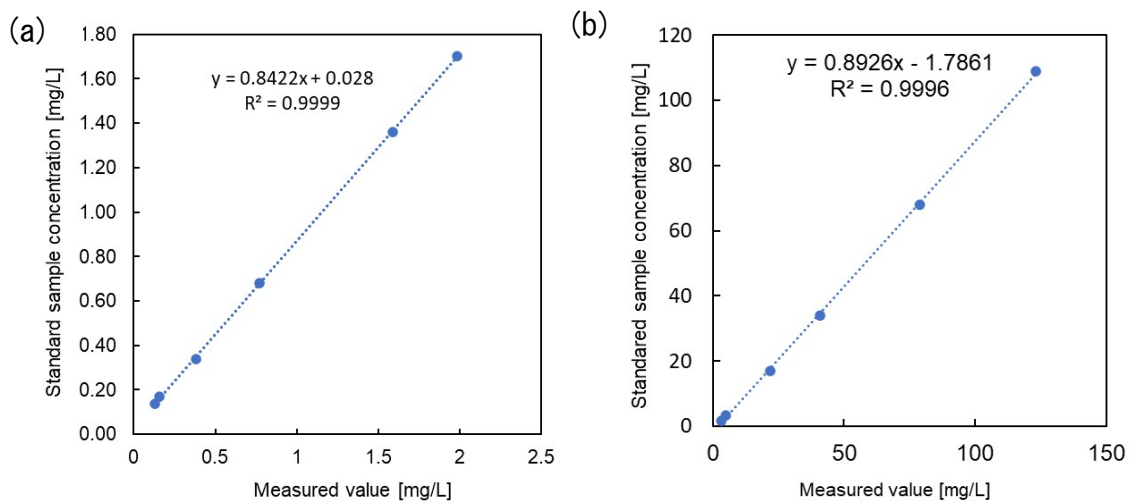 (a)
1.80
1.60
1.40
1.20
1.00
0.80
0.60
0.40
0.20
0.00
Standard sample concentration [mg/L]
y = 0.8422x + 0.028
R² = 0.9999
0
0.5
1
1.5
2
2.5
Measured value [mg/L]
(b)
120
100
80
60
40
20
0
Standared sample concentration [mg/L]
y = 0.8926x - 1.7861
R² = 0.9996
0
50
100
150
Measured value [mg/L]